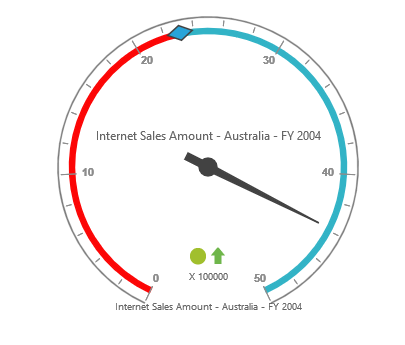 20
30
Internet Sales Amount - Australia - FY 2004
10
40
0
X 100000
50
Internet Sales Amount - Australia - FY 2004